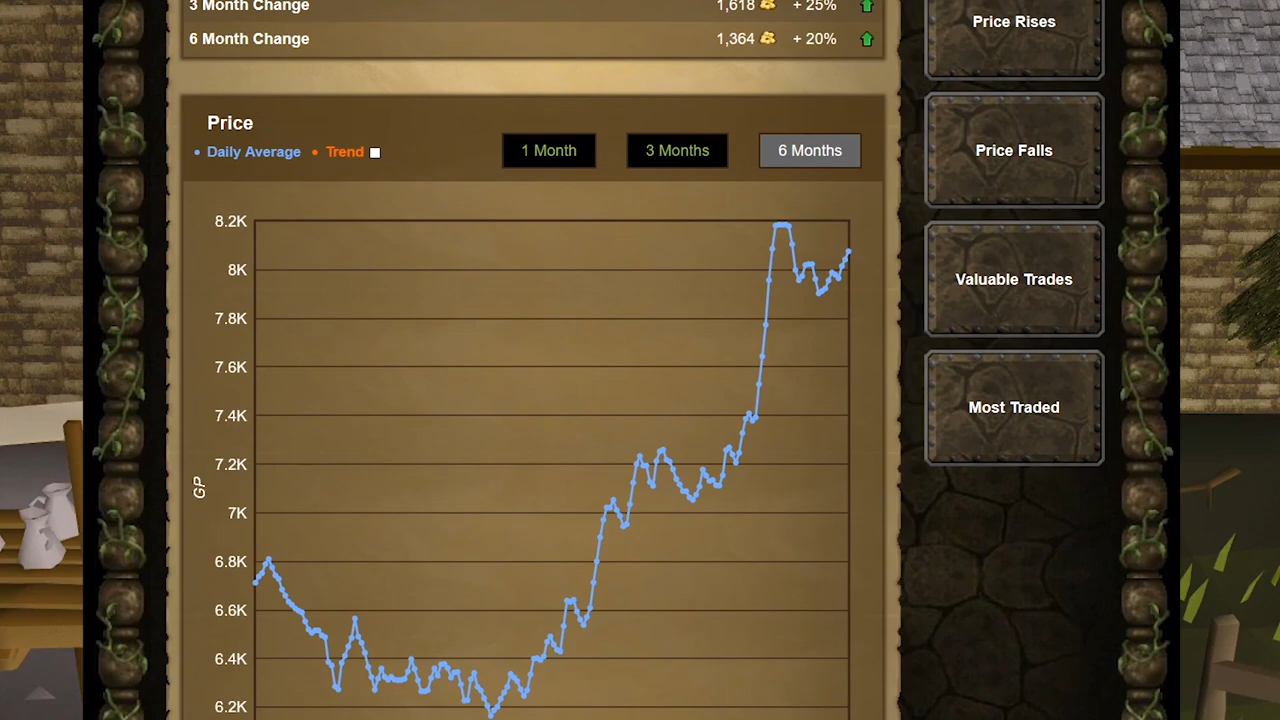 3 Month Change 1,618 + 25%
6 Month Change 1,364 + 20%
Price
Daily Average Trend
1 Month 3 Months 6 Months
8.2K
8K
7.8K
7.6K
7.4K
7.2K
7K
6.8K
6.6K
6.4K
6.2K
GP
Price Rises
Price Falls
Valuable Trades
Most Traded